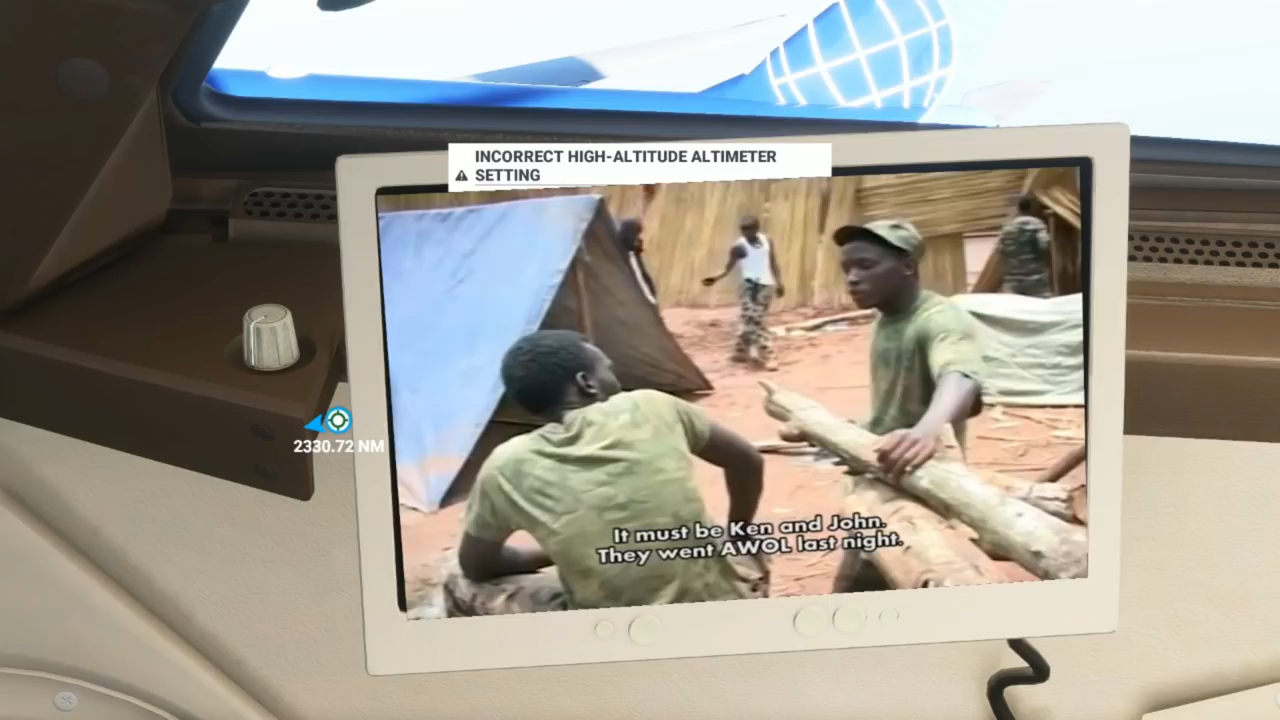 INCORRECT HIGH-ALTITUDE ALTIMETER
SETTING
2330.72 NM
It must be Ken and John.
They went AWOL last night.